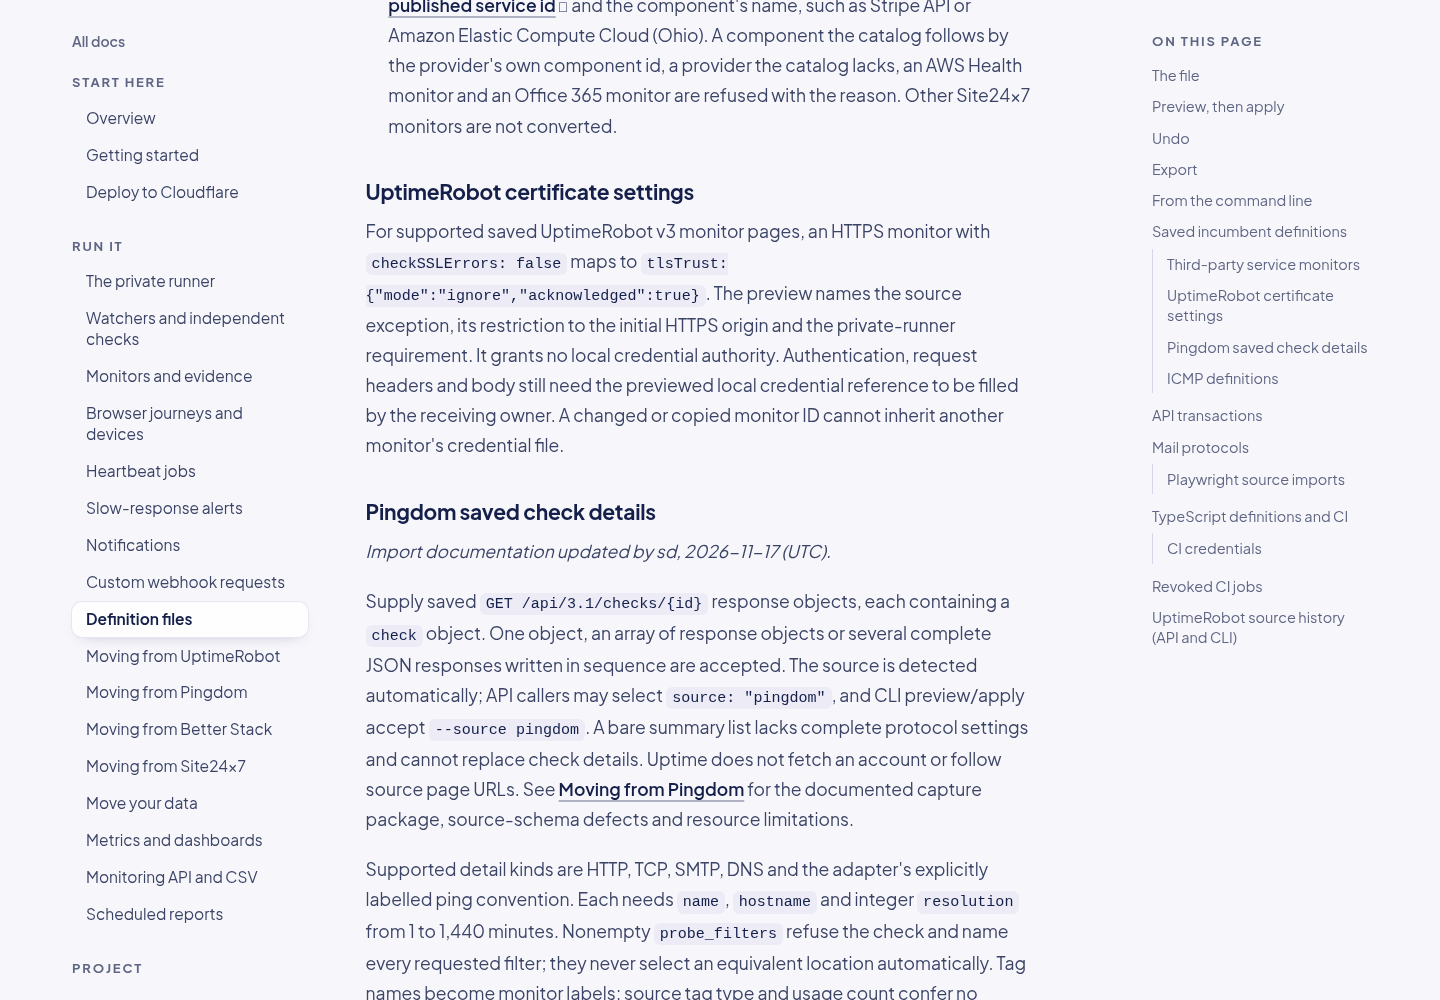 All docs
START HERE
Overview
Getting started
Deploy to Cloudflare
RUN IT
The private runner
Watchers and independent
checks
Monitors and evidence
Browser journeys and
devices
Heartbeat jobs
Slow-response alerts
Notifications
Custom webhook requests
Definition files
Moving from UptimeRobot
Moving from Pingdom
Moving from Better Stack
Moving from Site24×7
Move your data
Metrics and dashboards
Monitoring API and CSV
Scheduled reports
PROJECT
published service id and the component's name, such as Stripe API or
Amazon Elastic Compute Cloud (Ohio). A component the catalog follows by
the provider's own component id, a provider the catalog lacks, an AWS Health
monitor and an Office 365 monitor are refused with the reason. Other Site24×7
monitors are not converted.
UptimeRobot certificate settings
For supported saved UptimeRobot v3 monitor pages, an HTTPS monitor with
checkSSLErrors: false maps to tlsTrust:
{"mode":"ignore","acknowledged":true}. The preview names the source
exception, its restriction to the initial HTTPS origin and the private-runner
requirement. It grants no local credential authority. Authentication, request
headers and body still need the previewed local credential reference to be filled
by the receiving owner. A changed or copied monitor ID cannot inherit another
monitor's credential file.
Pingdom saved check details
Import documentation updated by sd, 2026–11–17 (UTC).
Supply saved GET /api/3.1/checks/{id} response objects, each containing a
check object. One object, an array of response objects or several complete
JSON responses written in sequence are accepted. The source is detected
automatically; API callers may select source: "pingdom", and CLI preview/apply
accept --source pingdom. A bare summary list lacks complete protocol settings
and cannot replace check details. Uptime does not fetch an account or follow
source page URLs. See Moving from Pingdom for the documented capture
package, source-schema defects and resource limitations.
Supported detail kinds are HTTP, TCP, SMTP, DNS and the adapter's explicitly
labelled ping convention. Each needs name, hostname and integer resolution
from 1 to 1,440 minutes. Nonempty probe_filters refuse the check and name
every requested filter; they never select an equivalent location automatically. Tag
names become monitor labels; source tag type and usage count confer no
ON THIS PAGE
The file
Preview, then apply
Undo
Export
From the command line
Saved incumbent definitions
Third-party service monitors
UptimeRobot certificate
settings
Pingdom saved check details
ICMP definitions
API transactions
Mail protocols
Playwright source imports
TypeScript definitions and CI
CI credentials
Revoked CI jobs
UptimeRobot source history
(API and CLI)